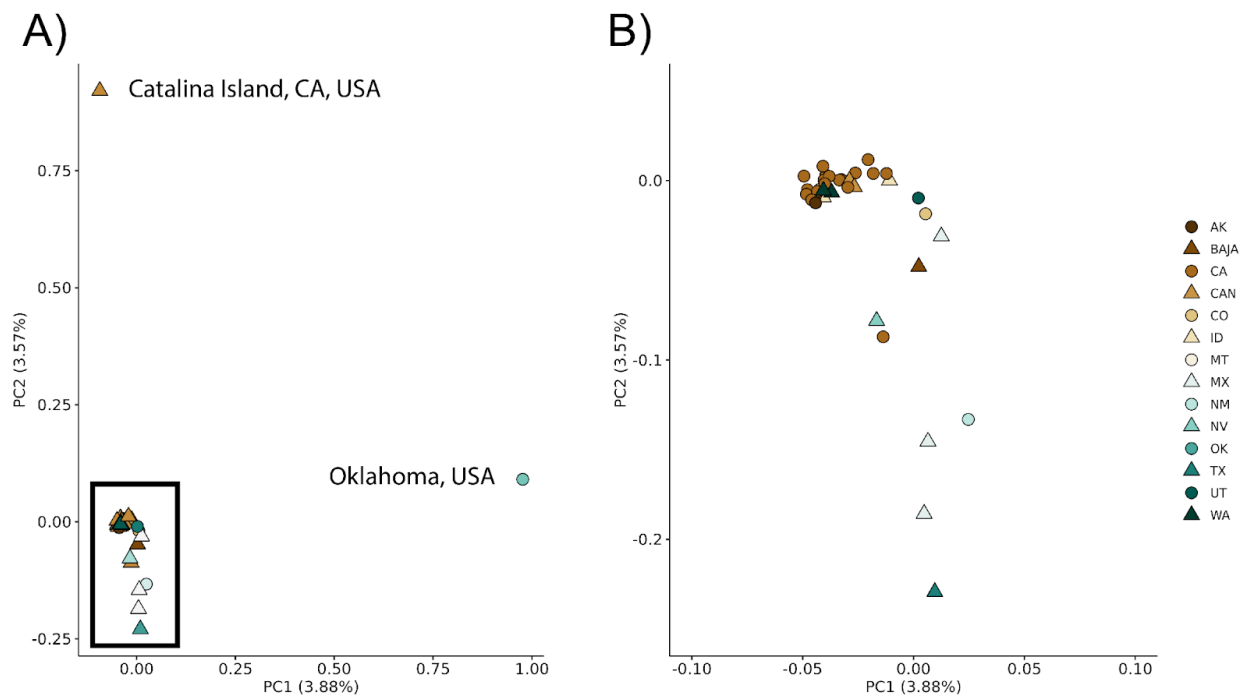 A)
B)
Catalina Island, CA, USA
0.75
0.50
0.25
0.00
-0.25
PC2 (3.57%)
Oklahoma, USA
0.00
0.25
0.50
0.75
1.00
PC1 (3.88%)
0.0
-0.1
-0.2
PC2 (3.57%)
-0.10
-0.05
0.00
0.05
0.10
PC1 (3.88%)
AK
BAJA
CA
CAN
CO
ID
MT
MX
NM
NV
OK
TX
UT
WA